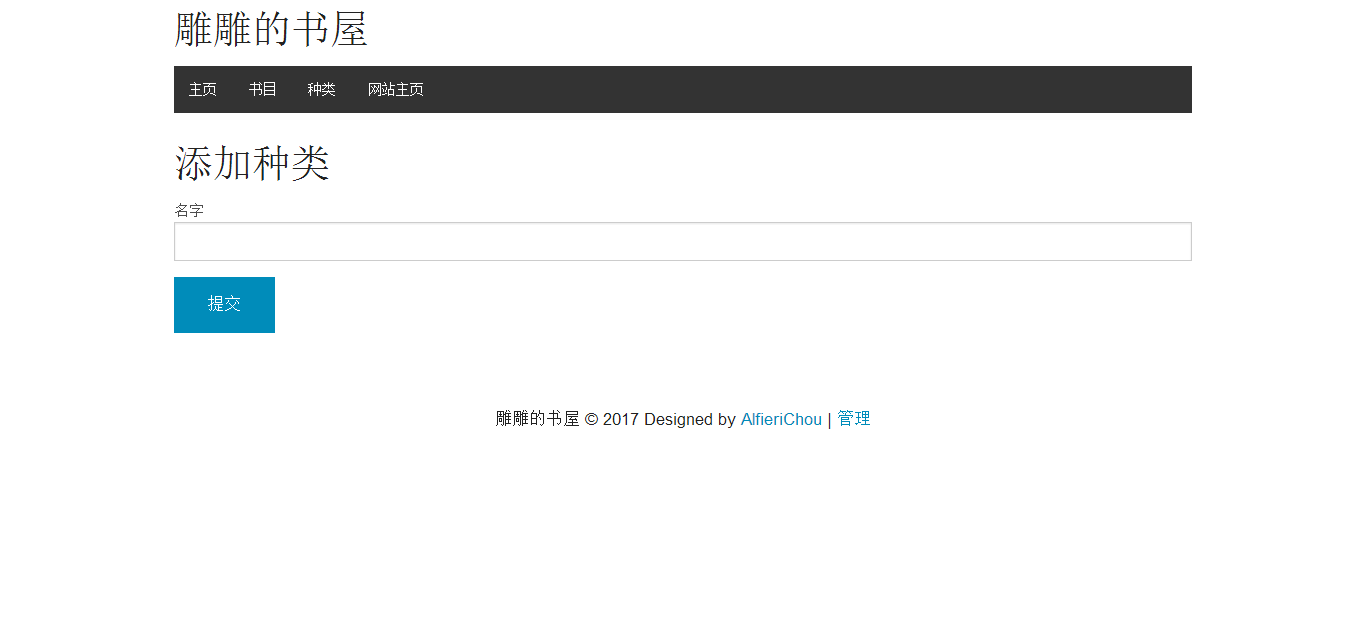 雕雕的书屋
主页 书目 种类 网站主页
添加种类
名字
提交
雕雕的书屋 © 2017 Designed by AlfieriChou | 管理